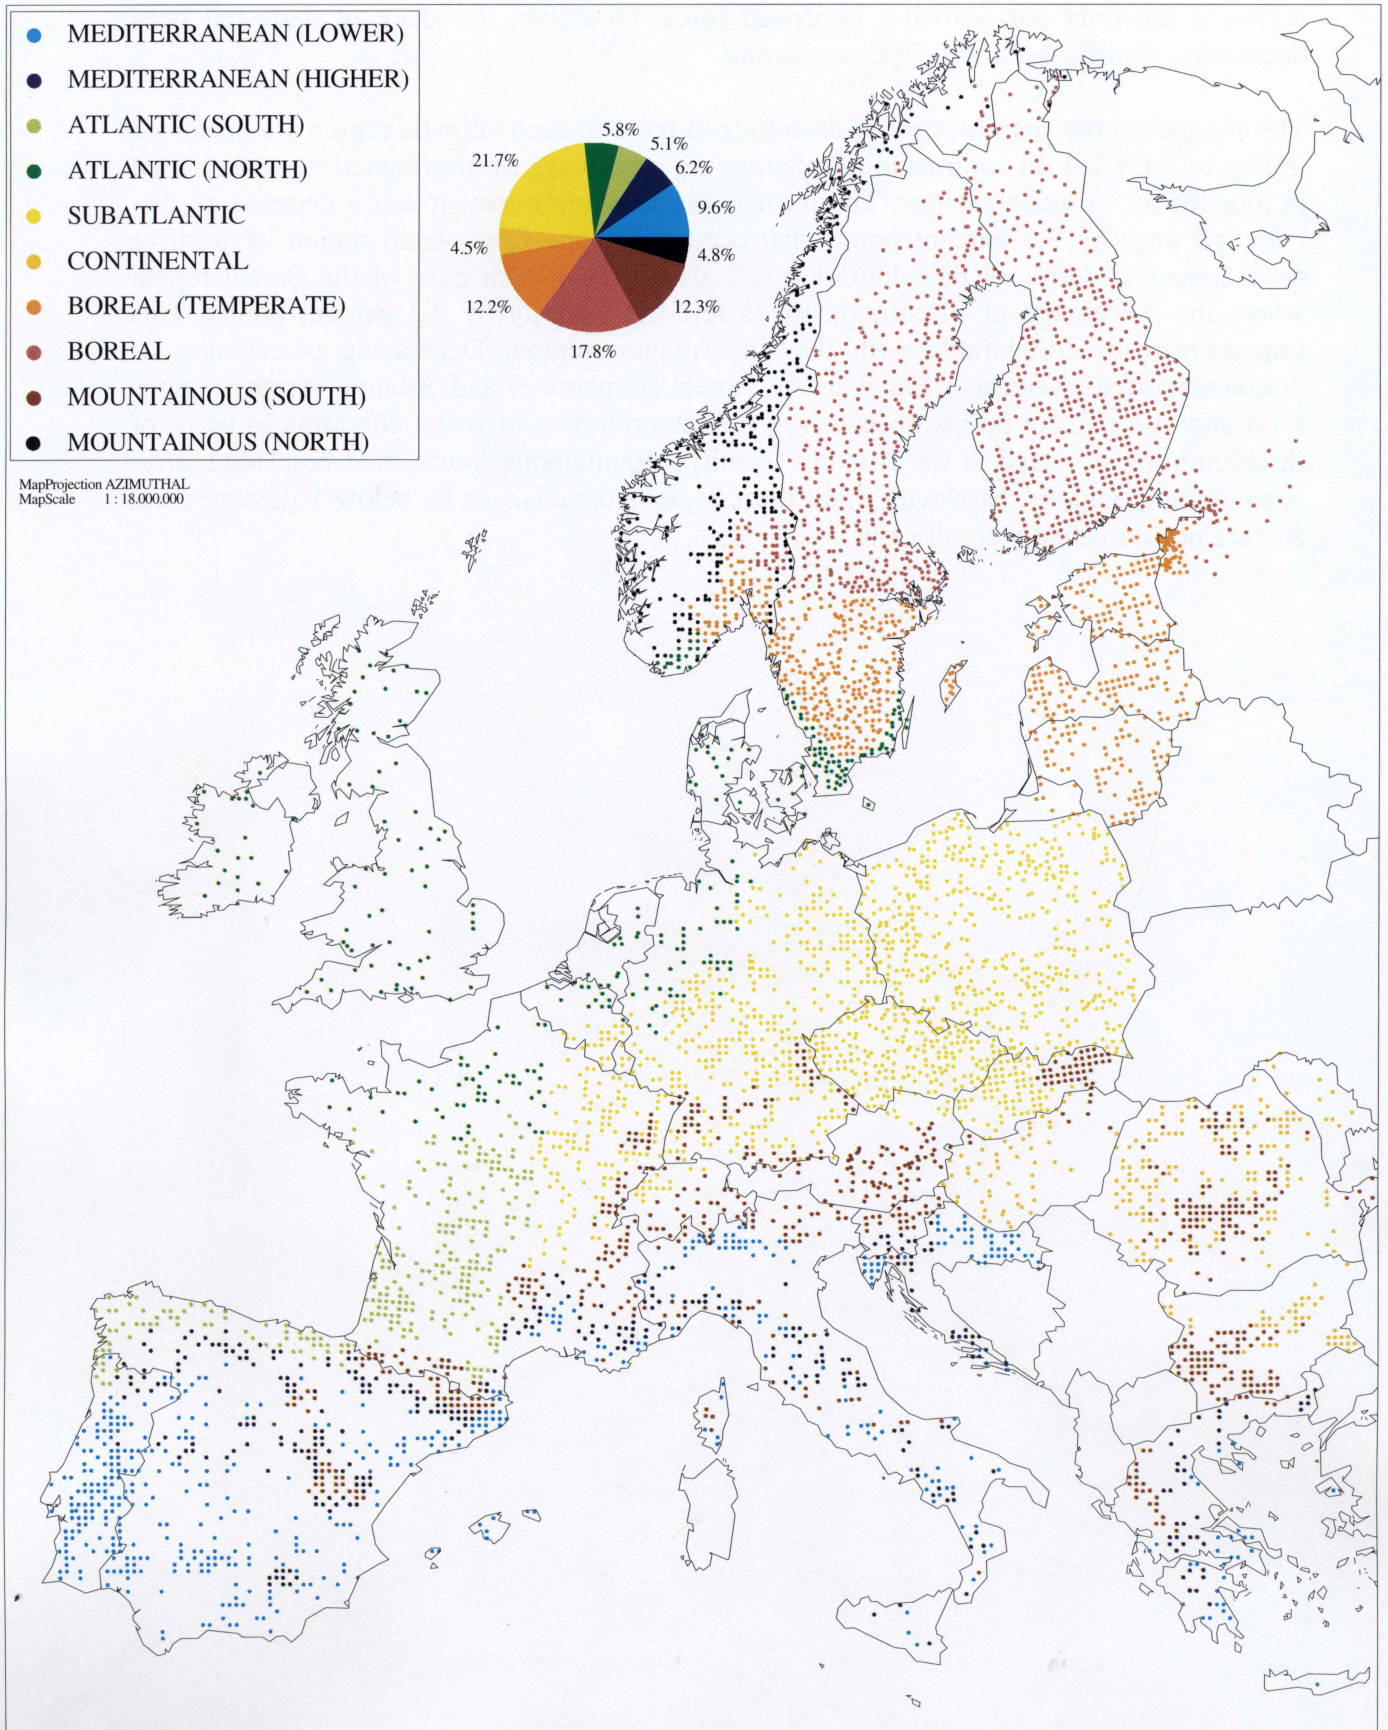 MEDITERRANEAN (LOWER)
MEDITERRANEAN (HIGHER)
ATLANTIC (SOUTH)
ATLANTIC (NORTH)
SUBATLANTIC
CONTINENTAL
BOREAL (TEMPERATE)
BOREAL
MOUNTAINOUS (SOUTH)
MOUNTAINOUS (NORTH)
MapProjection AZIMUTHAL
MapScale 1 : 18.000.000
5.8%
5.1%
21.7%
6.2%
9.6%
4.5%
4.8%
12.2%
12.3%
17.8%